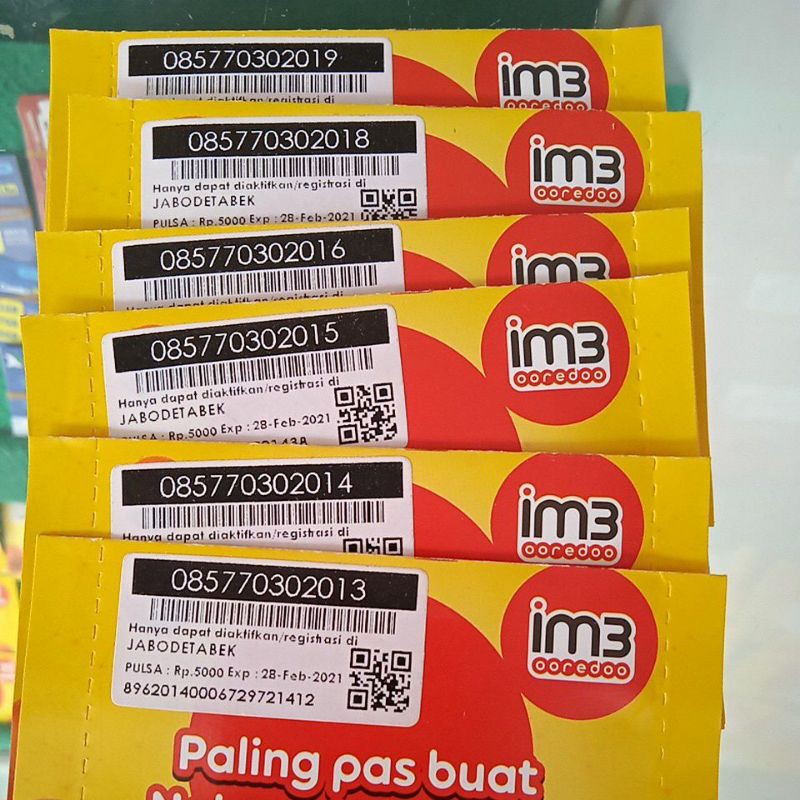 085770302019
im3
ooredoo
085770302018
Hanya dapat diaktifkan/registrasi di
JABODETABEK
PULSA : Rp.5000 Exp : 28-Feb-2021
im3
ooredoo
085770302016
im3
085770302015
Hanya dapat diaktifkan/registrasi di
JABODETABEK
PULSA : Rp.5000 Exp : 28-Feb-2021
im3
ooredoo
085770302014
Hanya dapat diaktifkan/registrasi di
im3
ooredoo
085770302013
Hanya dapat diaktifkan/registrasi di
JABODETABEK
PULSA : Rp.5000 Exp : 28-Feb-2021
89620140006729721412
im3
ooredoo
Paling pas buat